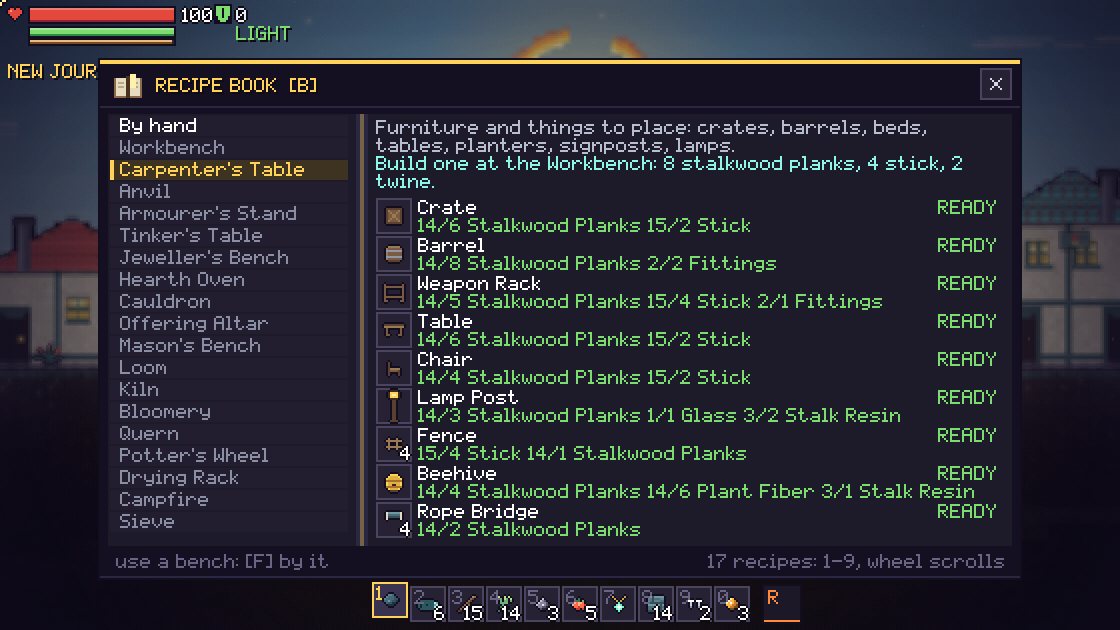 100 0
LIGHT
NEW JOUR
RECIPE BOOK [B]
By hand
Workbench
Carpenter's Table
Anvil
Armourer's Stand
Tinker's Table
Jeweller's Bench
Hearth Oven
Cauldron
Offering Altar
Mason's Bench
Loom
Kiln
Bloomery
Quern
Potter's Wheel
Drying Rack
Campfire
Sieve
Furniture and things to place: crates, barrels, beds,
tables, planters, signposts, lamps.
Build one at the Workbench: 8 stalkwood planks, 4 stick, 2
twine.
Crate READY
14/6 Stalkwood Planks 15/2 Stick
Barrel READY
14/8 Stalkwood Planks 2/2 Fittings
Weapon Rack READY
14/5 Stalkwood Planks 15/4 Stick 2/1 Fittings
Table READY
14/6 Stalkwood Planks 15/2 Stick
Chair READY
14/4 Stalkwood Planks 15/2 Stick
Lamp Post READY
14/3 Stalkwood Planks 1/1 Glass 3/2 Stalk Resin
Fence READY
4 15/4 Stick 14/1 Stalkwood Planks
Beehive READY
14/4 Stalkwood Planks 14/6 Plant Fiber 3/1 Stalk Resin
Rope Bridge READY
4 14/2 Stalkwood Planks
use a bench: [F] by it
17 recipes: 1-9, wheel scrolls
1 2 3 4 5 6 7 8 9 0 R
6 15 14 3 5 14 2 3